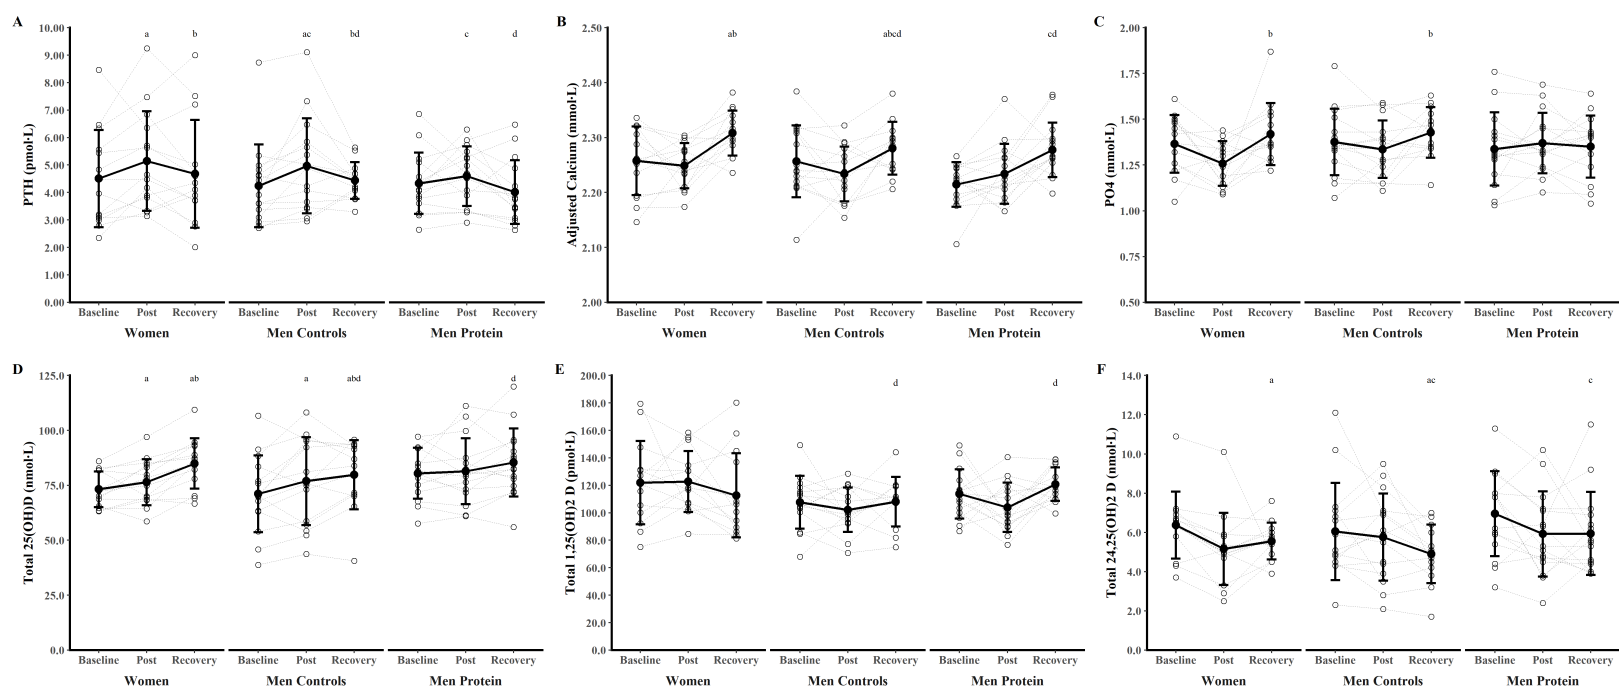 A
B
C
10.00
9.00
8.00
7.00
6.00
5.00
4.00
3.00
2.00
1.00
0.00
PTH (pmol·L)
a
b
ac
bd
c
d
Baseline Post Recovery Baseline Post Recovery Baseline Post Recovery
Women Men Controls Men Protein
2.50
2.40
2.30
2.20
2.10
2.00
Adjusted Calcium (mmol·L)
ab
abcd
cd
Baseline Post Recovery Baseline Post Recovery Baseline Post Recovery
Women Men Controls Men Protein
2.00
1.75
1.50
1.25
1.00
0.75
0.50
PO4 (mmol·L)
b
b
Baseline Post Recovery Baseline Post Recovery Baseline Post Recovery
Women Men Controls Men Protein
D
E
F
125.0
100.0
75.0
50.0
25.0
0.0
Total 25(OH)D (nmol·L)
a
ab
a
abd
d
Baseline Post Recovery Baseline Post Recovery Baseline Post Recovery
Women Men Controls Men Protein
200.0
180.0
160.0
140.0
120.0
100.0
80.0
60.0
40.0
20.0
0.0
Total 1,25(OH)2 D (pmol·L)
d
d
Baseline Post Recovery Baseline Post Recovery Baseline Post Recovery
Women Men Controls Men Protein
14.0
12.0
10.0
8.0
6.0
4.0
2.0
0.0
Total 24,25(OH)2 D (nmol·L)
a
ac
c
Baseline Post Recovery Baseline Post Recovery Baseline Post Recovery
Women Men Controls Men Protein